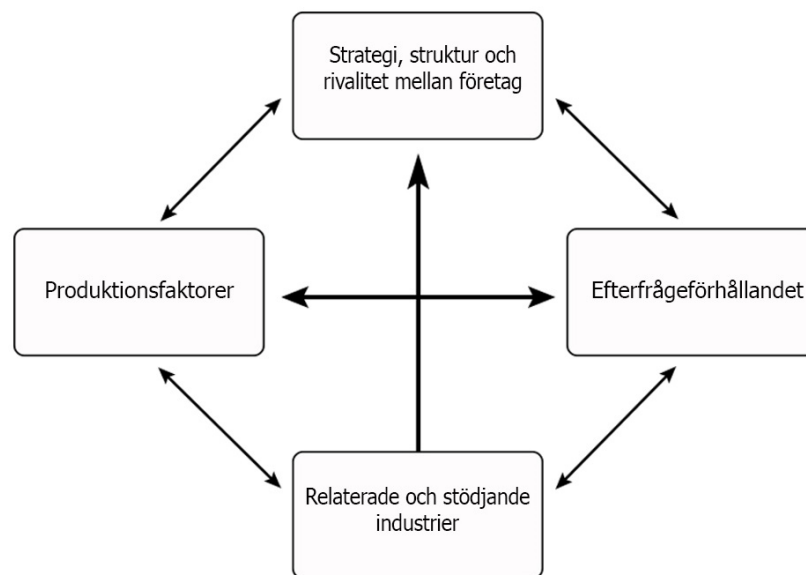 Strategi, struktur och
rivalitet mellan företag
Produktionsfaktorer
Efterfrågeförhållandet
Relaterade och stödjande
industrier